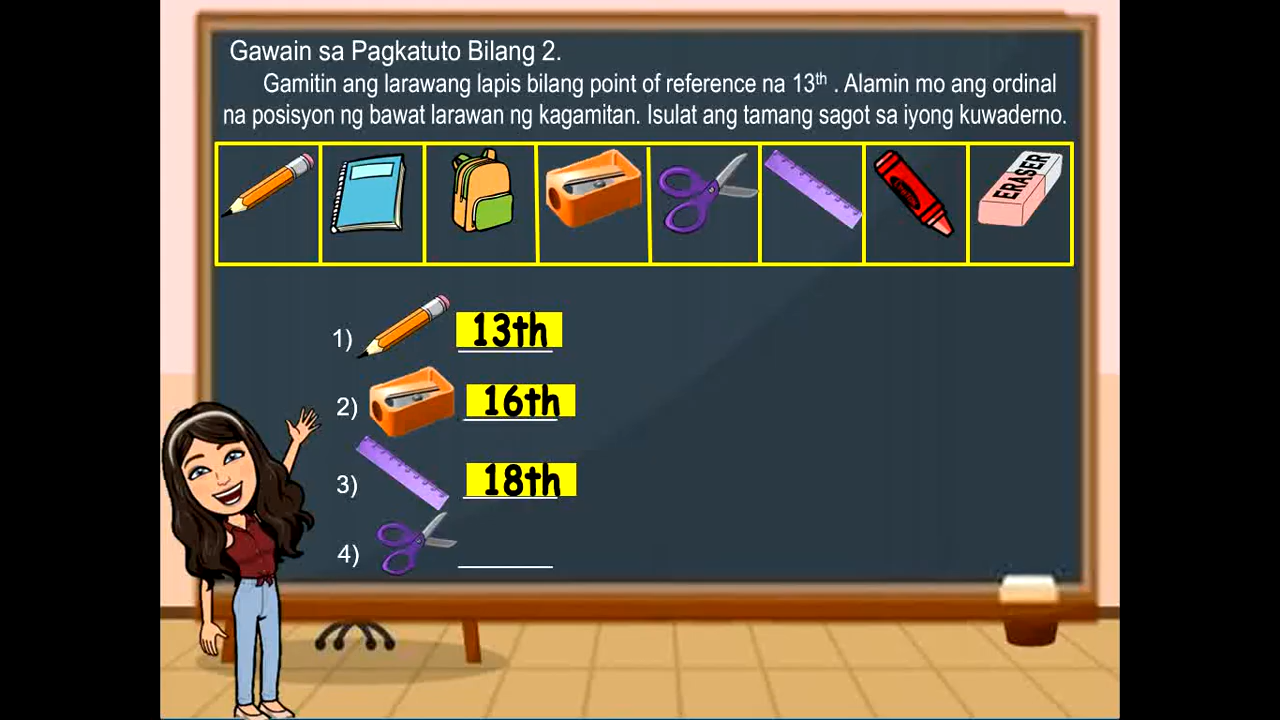 Gawain sa Pagkatuto Bilang 2.
Gamitin ang larawang lapis bilang point of reference na 13th . Alamin mo ang ordinal
na posisyon ng bawat larawan ng kagamitan. Isulat ang tamang sagot sa iyong kuwaderno.
ERASER
1) 13th
2) 16th
3) 18th
4)